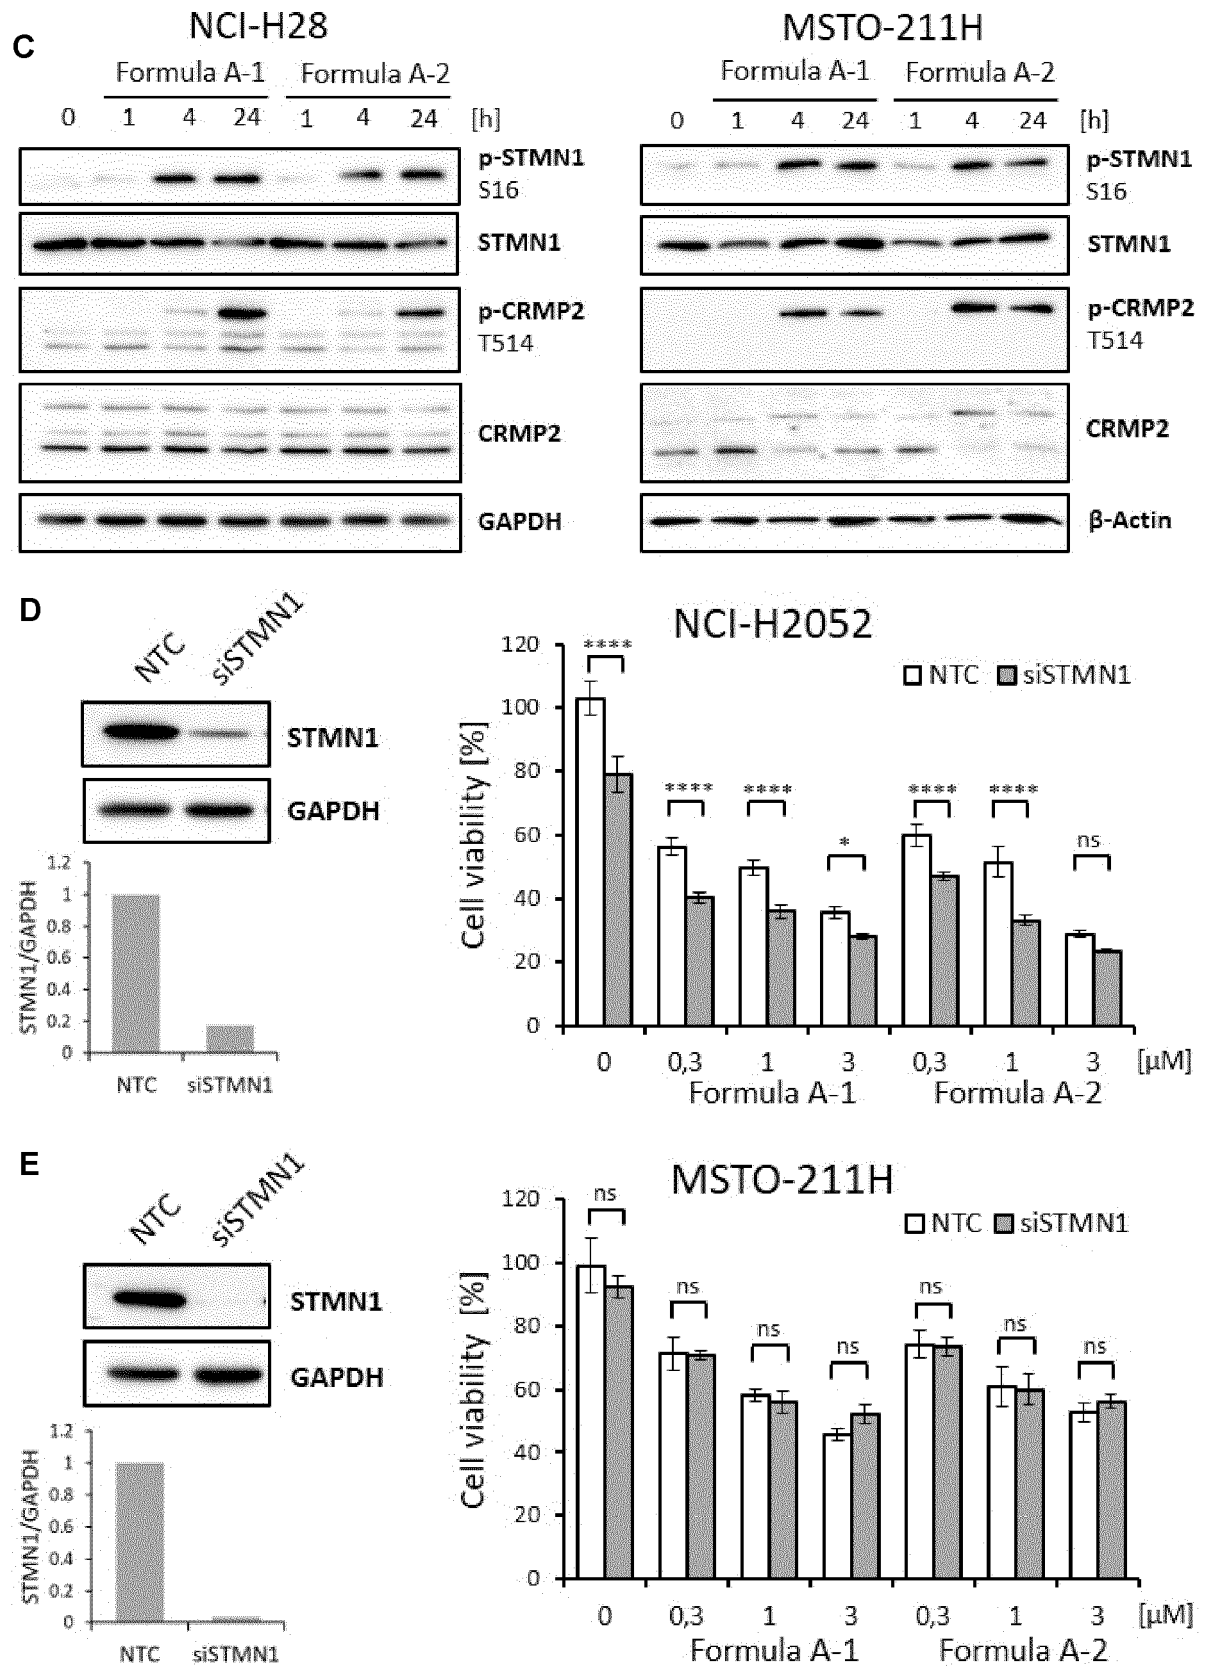 C
NCI-H28
Formula A-1 Formula A-2
0 1 4 24 1 4 24 [h]
p-STMN1
S16
STMN1
p-CRMP2
T514
CRMP2
GAPDH
MSTO-211H
Formula A-1 Formula A-2
0 1 4 24 1 4 24 [h]
p-STMN1
S16
STMN1
p-CRMP2
T514
CRMP2
β-Actin
D
NTC siSTMN1
STMN1
GAPDH
STMN1/GAPDH
1.2
1
0.8
0.6
0.4
0.2
0
NTC siSTMN1
NCI-H2052
NTC siSTMN1
Cell viability [%]
120
100
80
60
40
20
0
**** **** **** * **** **** ns
0 0,3 1 3 0,3 1 3 [µM]
Formula A-1 Formula A-2
E
NTC siSTMN1
STMN1
GAPDH
STMN1/GAPDH
1.2
1
0.8
0.6
0.4
0.2
0
NTC siSTMN1
MSTO-211H
NTC siSTMN1
Cell viability [%]
120
100
80
60
40
20
0
ns ns ns ns ns ns ns
0 0,3 1 3 0,3 1 3 [µM]
Formula A-1 Formula A-2